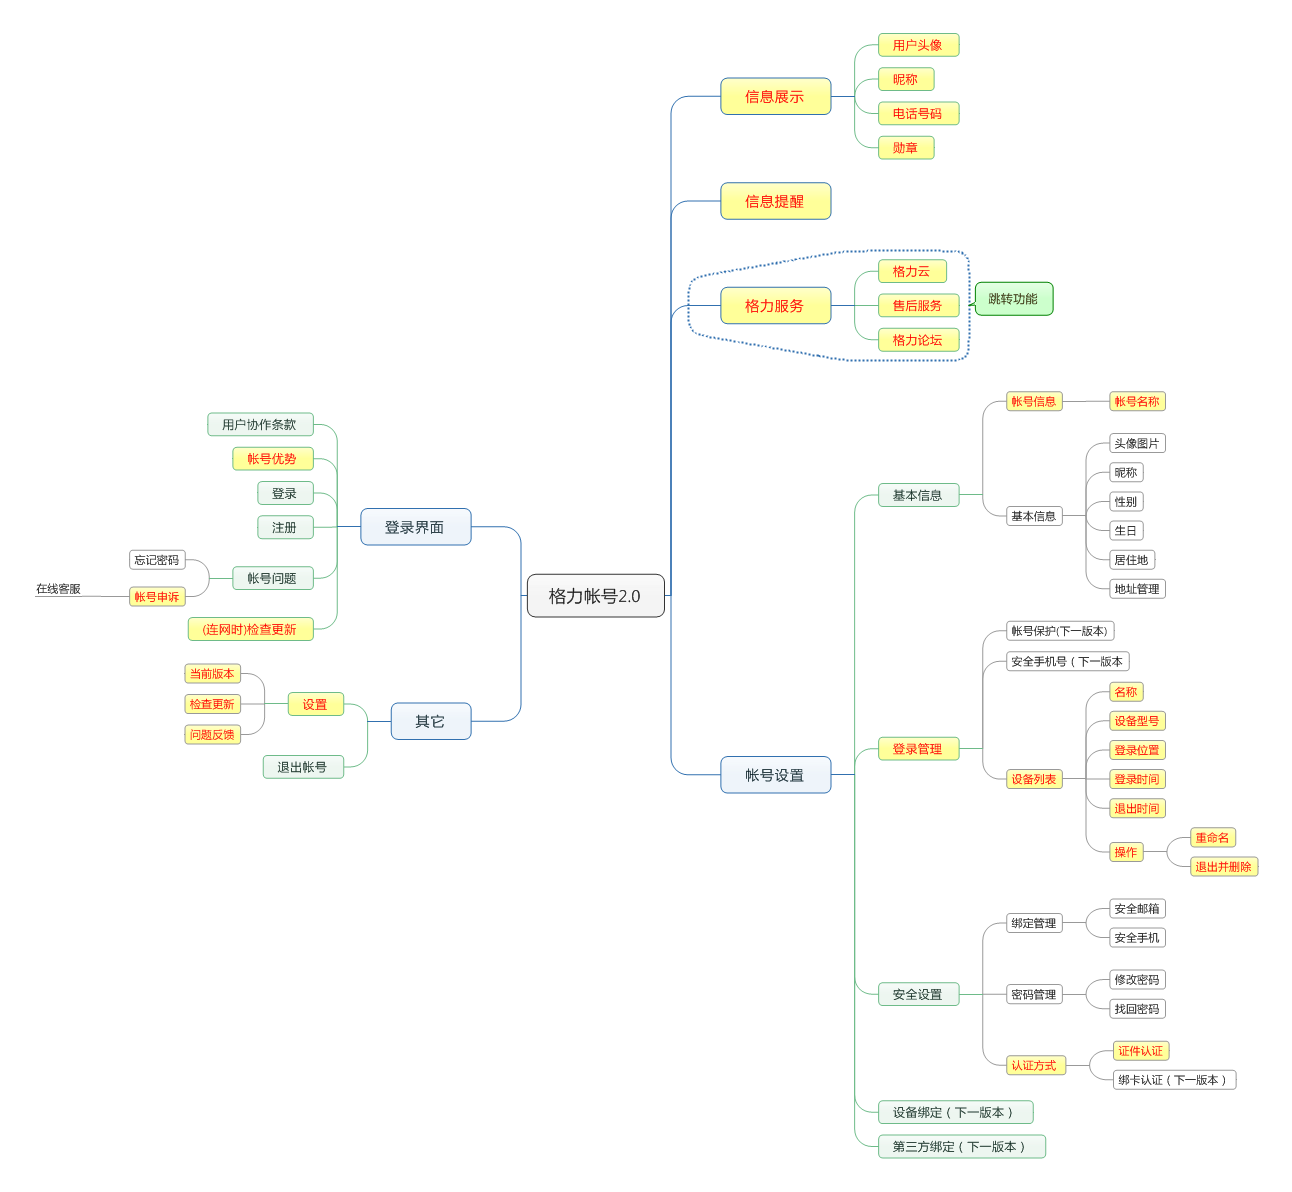 格力帐号2.0
信息展示
用户头像
昵称
电话号码
勋章
信息提醒
格力服务
格力云
售后服务
格力论坛
跳转功能
帐号设置
基本信息
帐号信息
帐号名称
基本信息
头像图片
昵称
性别
生日
居住地
地址管理
登录管理
帐号保护(下一版本)
安全手机号（下一版本
设备列表
名称
设备型号
登录位置
登录时间
退出时间
操作
重命名
退出并删除
安全设置
绑定管理
安全邮箱
安全手机
密码管理
修改密码
找回密码
认证方式
证件认证
绑卡认证（下一版本）
设备绑定（下一版本）
第三方绑定（下一版本）
登录界面
用户协作条款
帐号优势
登录
注册
帐号问题
忘记密码
帐号申诉
在线客服
(连网时)检查更新
其它
设置
当前版本
检查更新
问题反馈
退出帐号